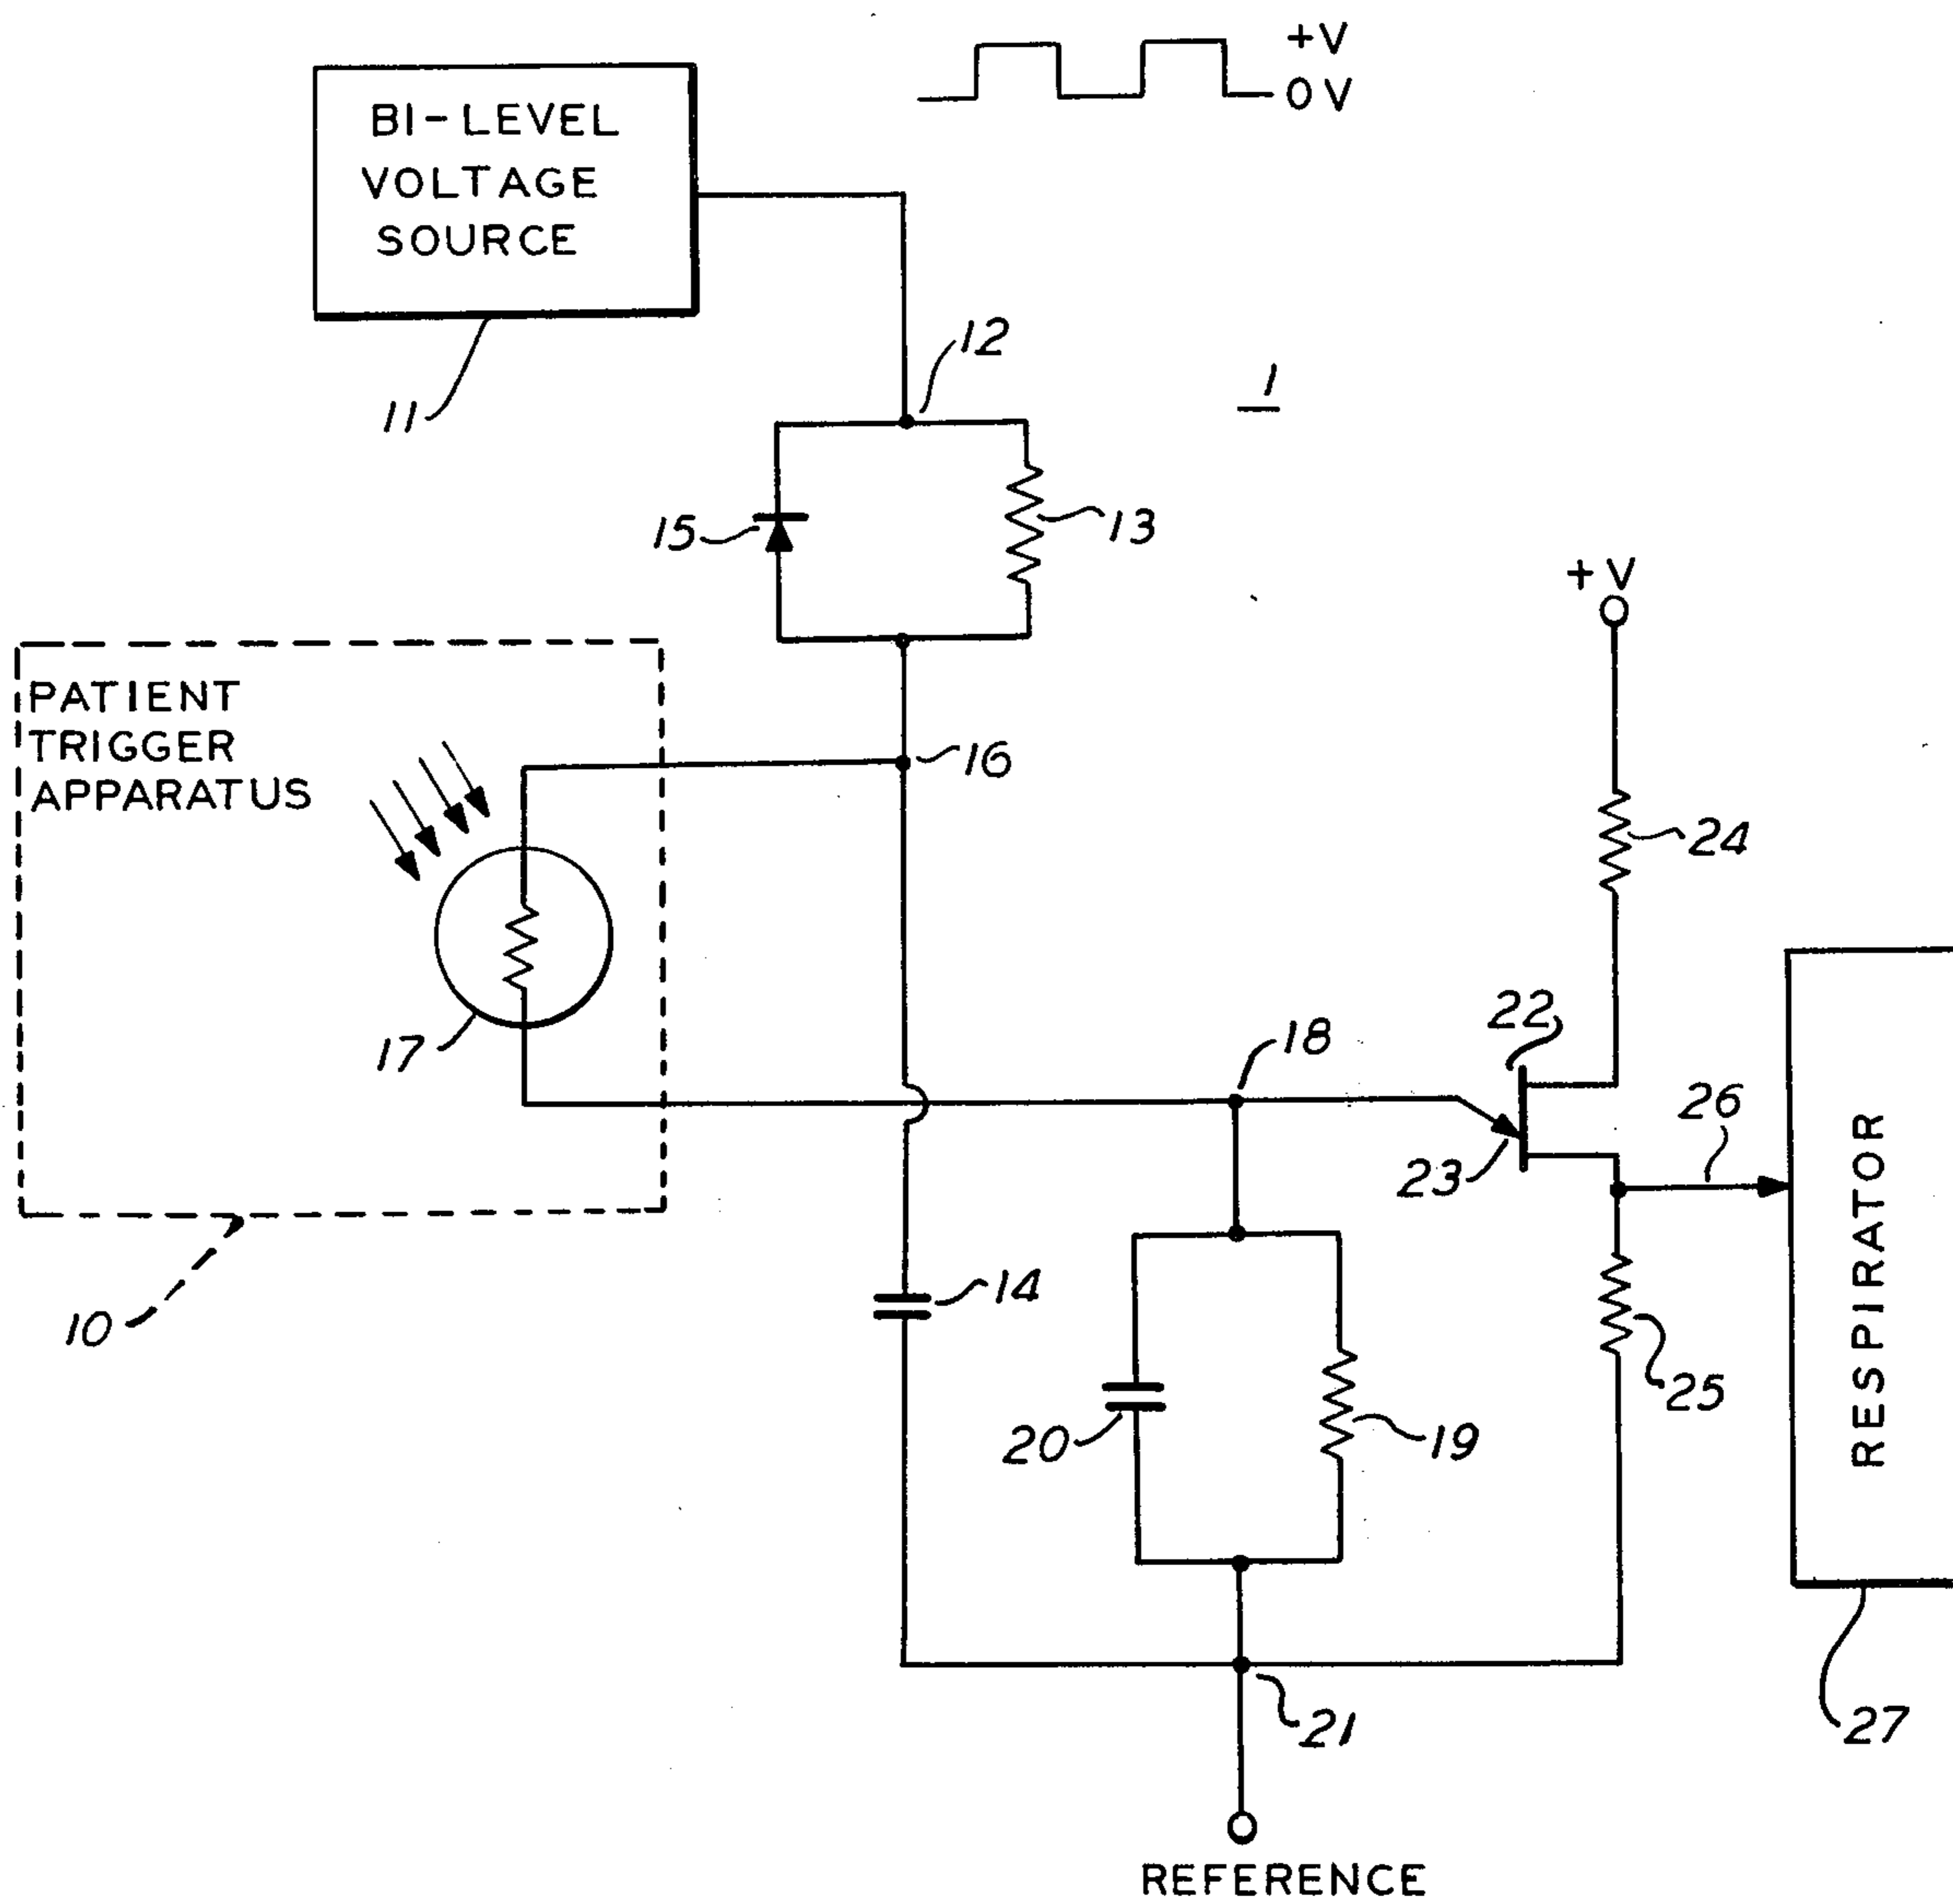 +V
0V
BI-LEVEL
VOLTAGE
SOURCE
11
12
1
15
13
+V
PATIENT
TRIGGER
APPARATUS
16
24
17
18
22
23
26
RESPIRATOR
10
14
20
19
25
21
27
REFERENCE